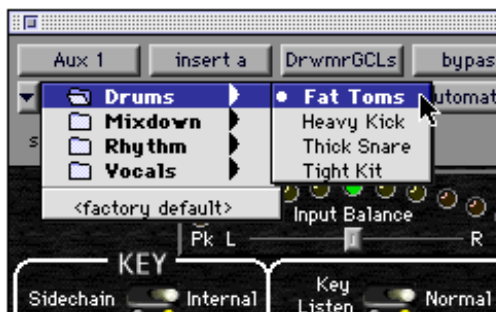 Aux 1 insert a DrwmrGCLs bypas
Drums Fat Toms utomat
Mixdown Heavy Kick
s Rhythm Thick Snare
Vocals Tight Kit
<factory default> Input Balance
Pk L R
KEY
Sidechain Internal Key Listen Normal